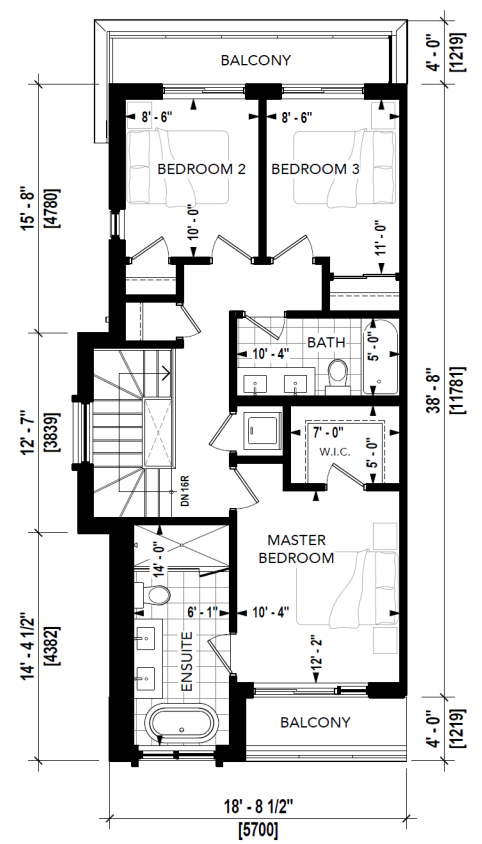 BALCONY
4' - 0"
[1219]
8' - 6"
8' - 6"
BEDROOM 2
BEDROOM 3
15' - 8"
[4780]
10' - 0"
11' - 0"
BATH
10' - 4"
5' - 0"
38' - 8"
[11781]
12' - 7"
[3839]
7' - 0"
W.I.C.
5' - 0"
DN 16R
MASTER
BEDROOM
14' - 0"
6' - 1"
10' - 4"
ENSUITE
12' - 2"
14' - 4 1/2"
[4382]
BALCONY
4' - 0"
[1219]
18' - 8 1/2"
[5700]